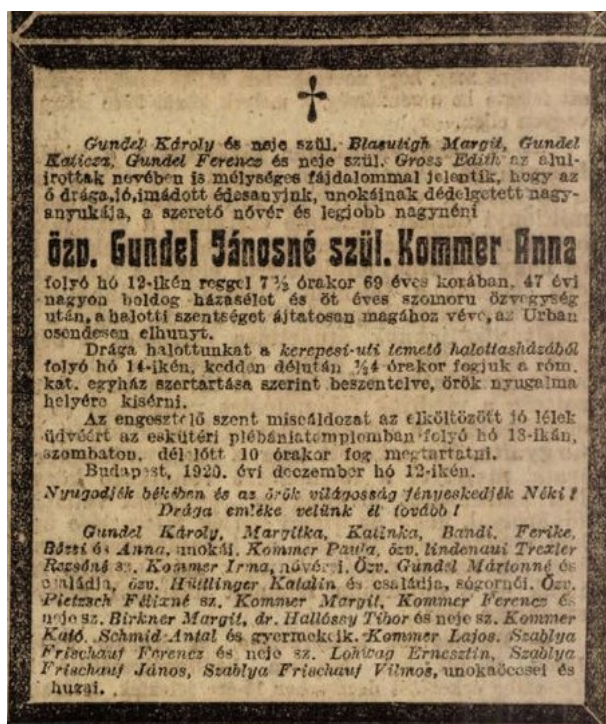 Gundel Károly és neje szül. Blasutigh Margit, Gundel
Katicza, Gundel Ferencz és neje szül. Gross Edith az alul-
irottak nevében is mélységes fájdalommal jelentik, hogy az
ő drága, jó, imádott édesanyjuk, unokáinak dédelgetett nagy-
anyukája, a szerető nővér és legjobb nagynéni
özv. Gundel Jánosné szül. Kommer Anna
folyó hó 12-ikén reggel 7½ órakor 69 éves korában, 47 évi
nagyon boldog házasélet és öt éves szomoru özvegység
után, a halotti szentséget ájtatosan magához véve, az Urban
csendesen elhunyt.
Drága halottunkat a kerepesi-uti temető halottasházából
folyó hó 14-ikén, kedden délután ½4 órakor fogjuk a róm.
kat. egyház szertartása szerint beszentelve, örök nyugalma
helyére kisérni.
Az engesztelő szent miseáldozat az elköltözött jó lélek
üdvéért az eskütéri plébániatemplomban folyó hó 18-ikán,
szombaton, délelőtt 10 órakor fog megtartatni.
Budapest, 1920. évi deczember hó 12-ikén.
Nyugodjék békében és az örök világosság fényeskedjék Néki!
Drága emléke velünk él tovább!
Gundel Károly, Margitka, Katinka, Bandi, Ferike,
Bözsi és Anna, unokái. Kommer Paula, özv. lindenaui Trexler
Rezsőné sz. Kommer Irma, nővérei. Özv. Gundel Mártonné és
családja, özv. Hüttlinger Katalin és családja, sógornői. Özv.
Pietzsch Félixné sz. Kommer Margit, Kommer Ferencz és
neje sz. Birkner Margit, dr. Hallóssy Tibor és neje sz. Kommer
Kató, Schmid Antal és gyermekeik. Kommer Lajos. Szablya
Frischauf Ferencz és neje sz. Lohwag Ernesztin, Szablya
Frischauf János, Szablya Frischauf Vilmos, unokaöccsei és
hugai.